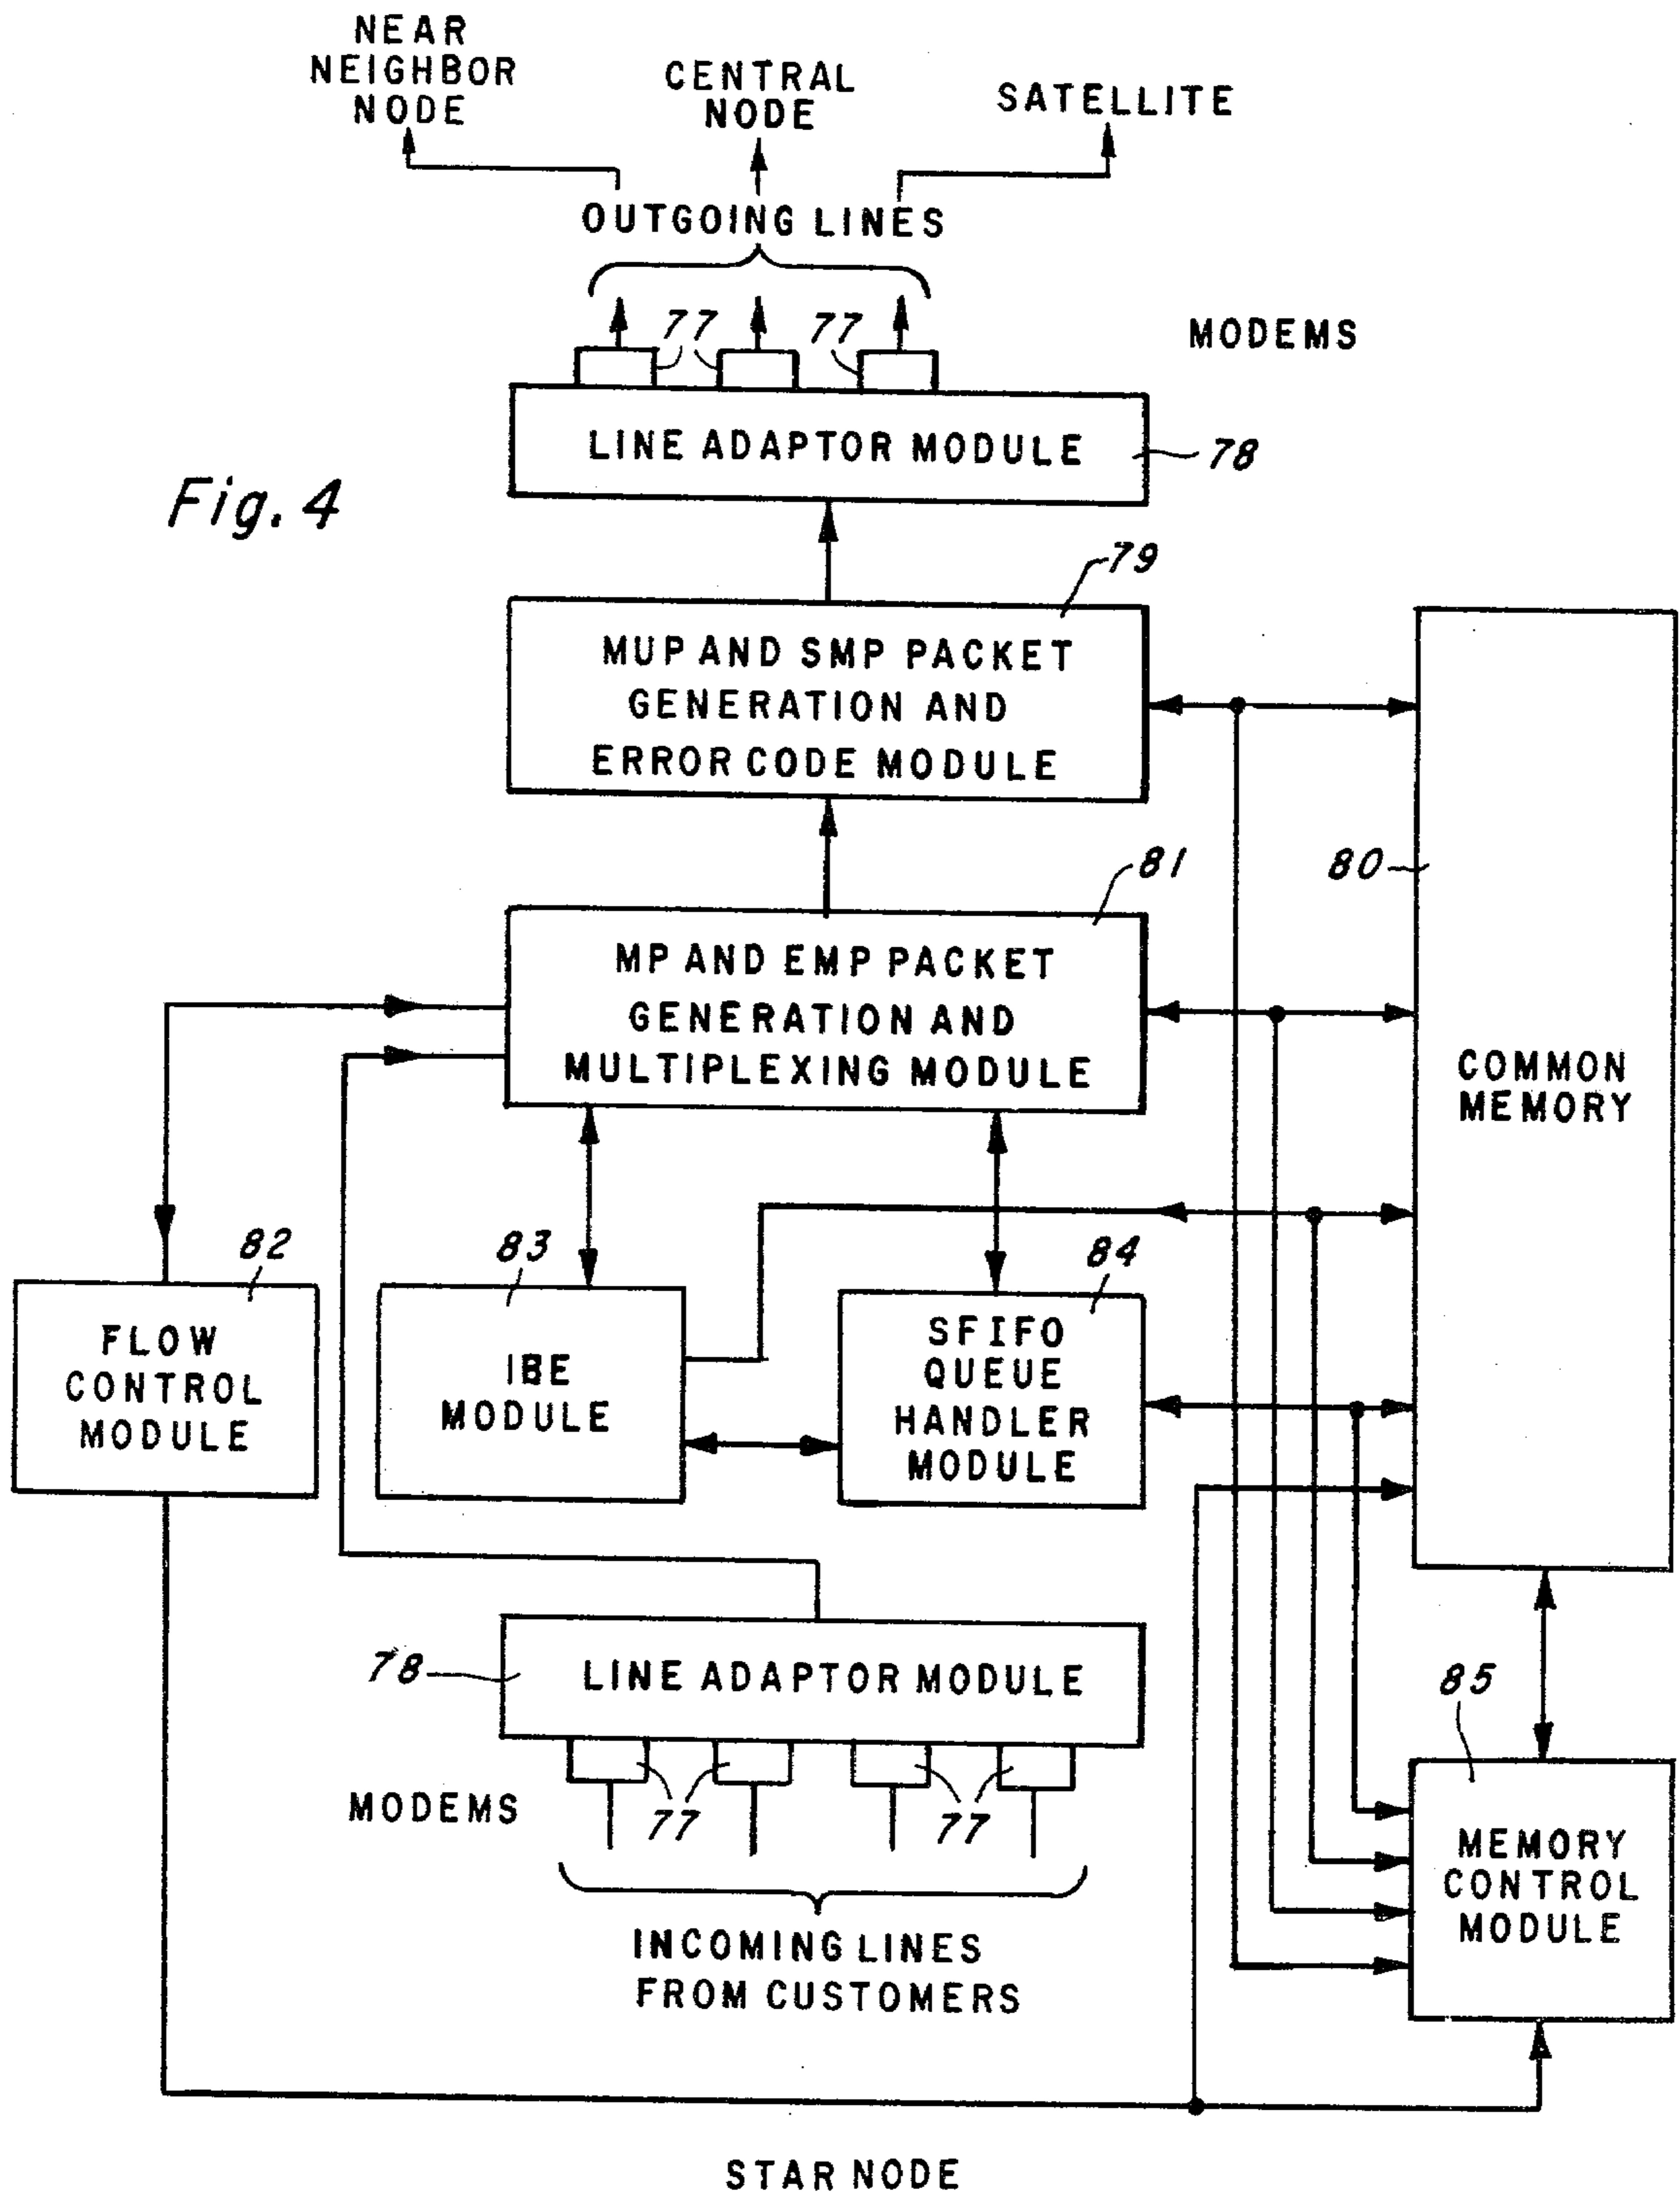 NEAR
NEIGHBOR
NODE
CENTRAL
NODE
SATELLITE
OUTGOING LINES
77
77
MODEMS
LINE ADAPTOR MODULE
78
Fig. 4
79
MUP AND SMP PACKET
GENERATION AND
ERROR CODE MODULE
81
80
MP AND EMP PACKET
GENERATION AND
MULTIPLEXING MODULE
COMMON
MEMORY
82
83
84
FLOW
CONTROL
MODULE
IBE
MODULE
SFIFO
QUEUE
HANDLER
MODULE
78
LINE ADAPTOR MODULE
85
MODEMS
77
77
MEMORY
CONTROL
MODULE
INCOMING LINES
FROM CUSTOMERS
STAR NODE